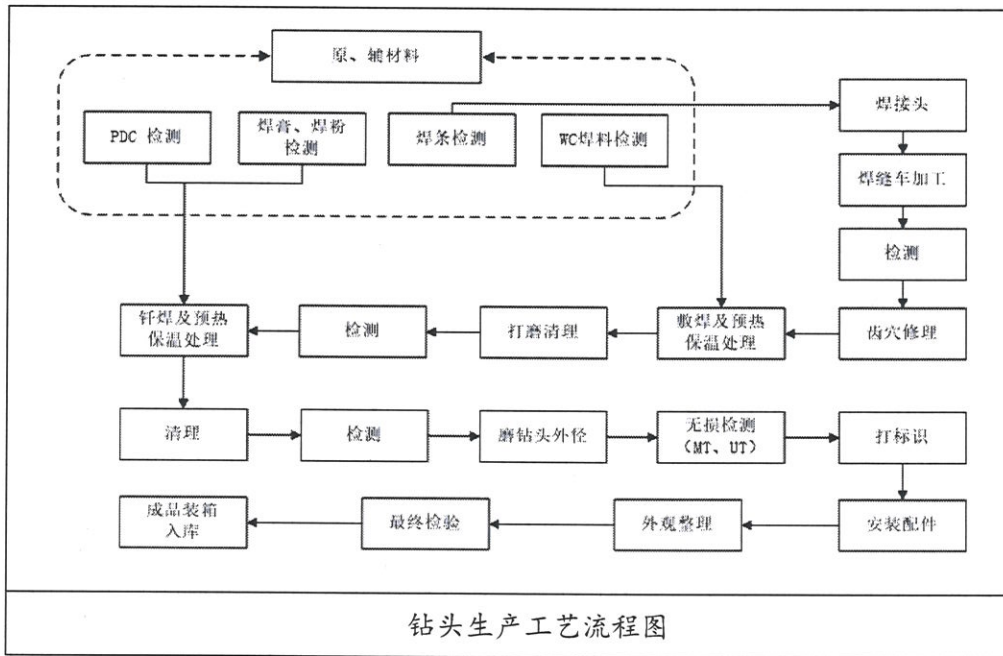 原、辅材料
PDC 检测
焊膏、焊粉
检测
焊条检测
WC焊料检测
焊接头
焊缝车加工
检测
钎焊及预热
保温处理
检测
打磨清理
敷焊及预热
保温处理
齿穴修理
清理
检测
磨钻头外径
无损检测
(MT、UT)
打标识
成品装箱
入库
最终检验
外观整理
安装配件
钻头生产工艺流程图